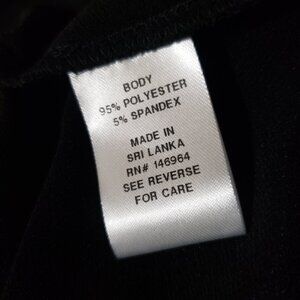 BODY
95% POLYESTER
5% SPANDEX
MADE IN
SRI LANKA
RN# 146964
SEE REVERSE
FOR CARE